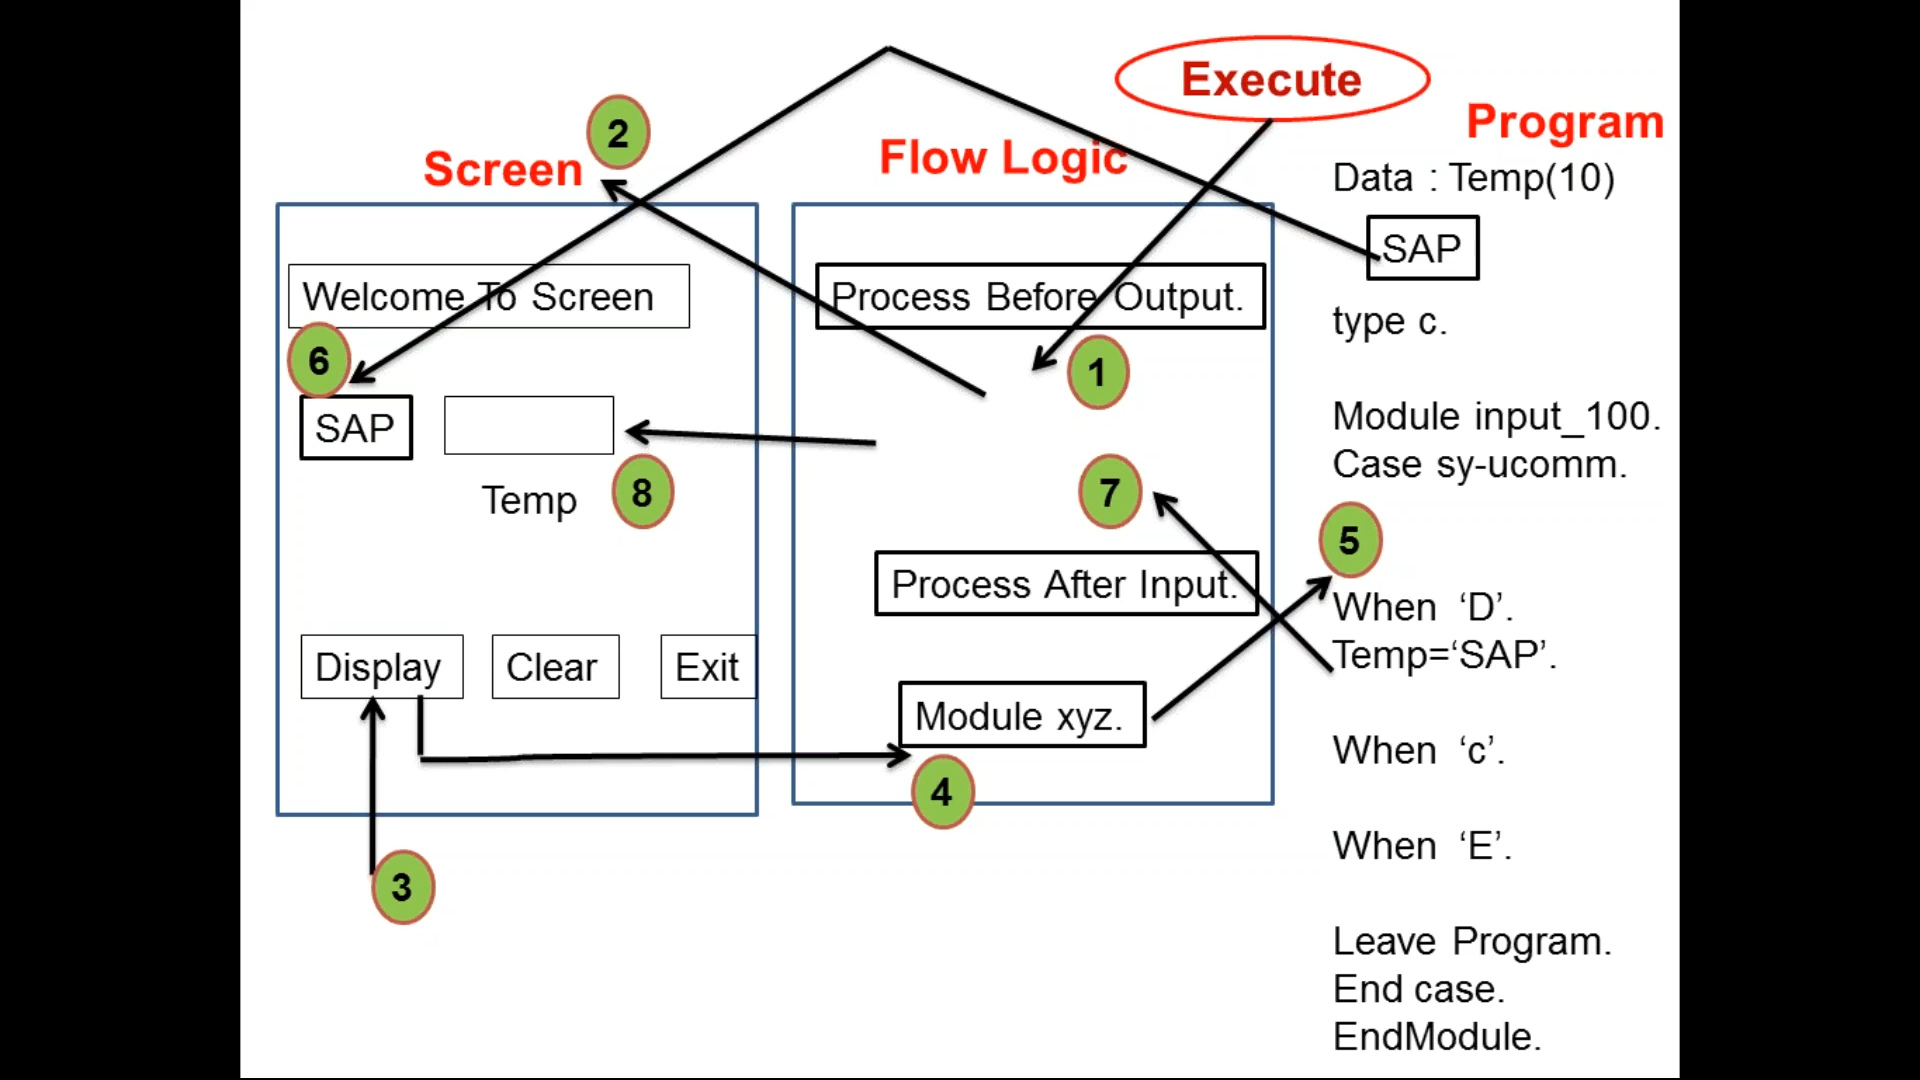 Execute
Program
2
Screen
Flow Logic
Data : Temp(10)
SAP
Welcome To Screen
Process Before Output.
type c.
6
1
SAP
Module input_100.
Case sy-ucomm.
Temp
8
7
5
Process After Input.
When ‘D’.
Temp=‘SAP’.
Display
Clear
Exit
Module xyz.
When ‘c’.
4
When ‘E’.
3
Leave Program.
End case.
EndModule.